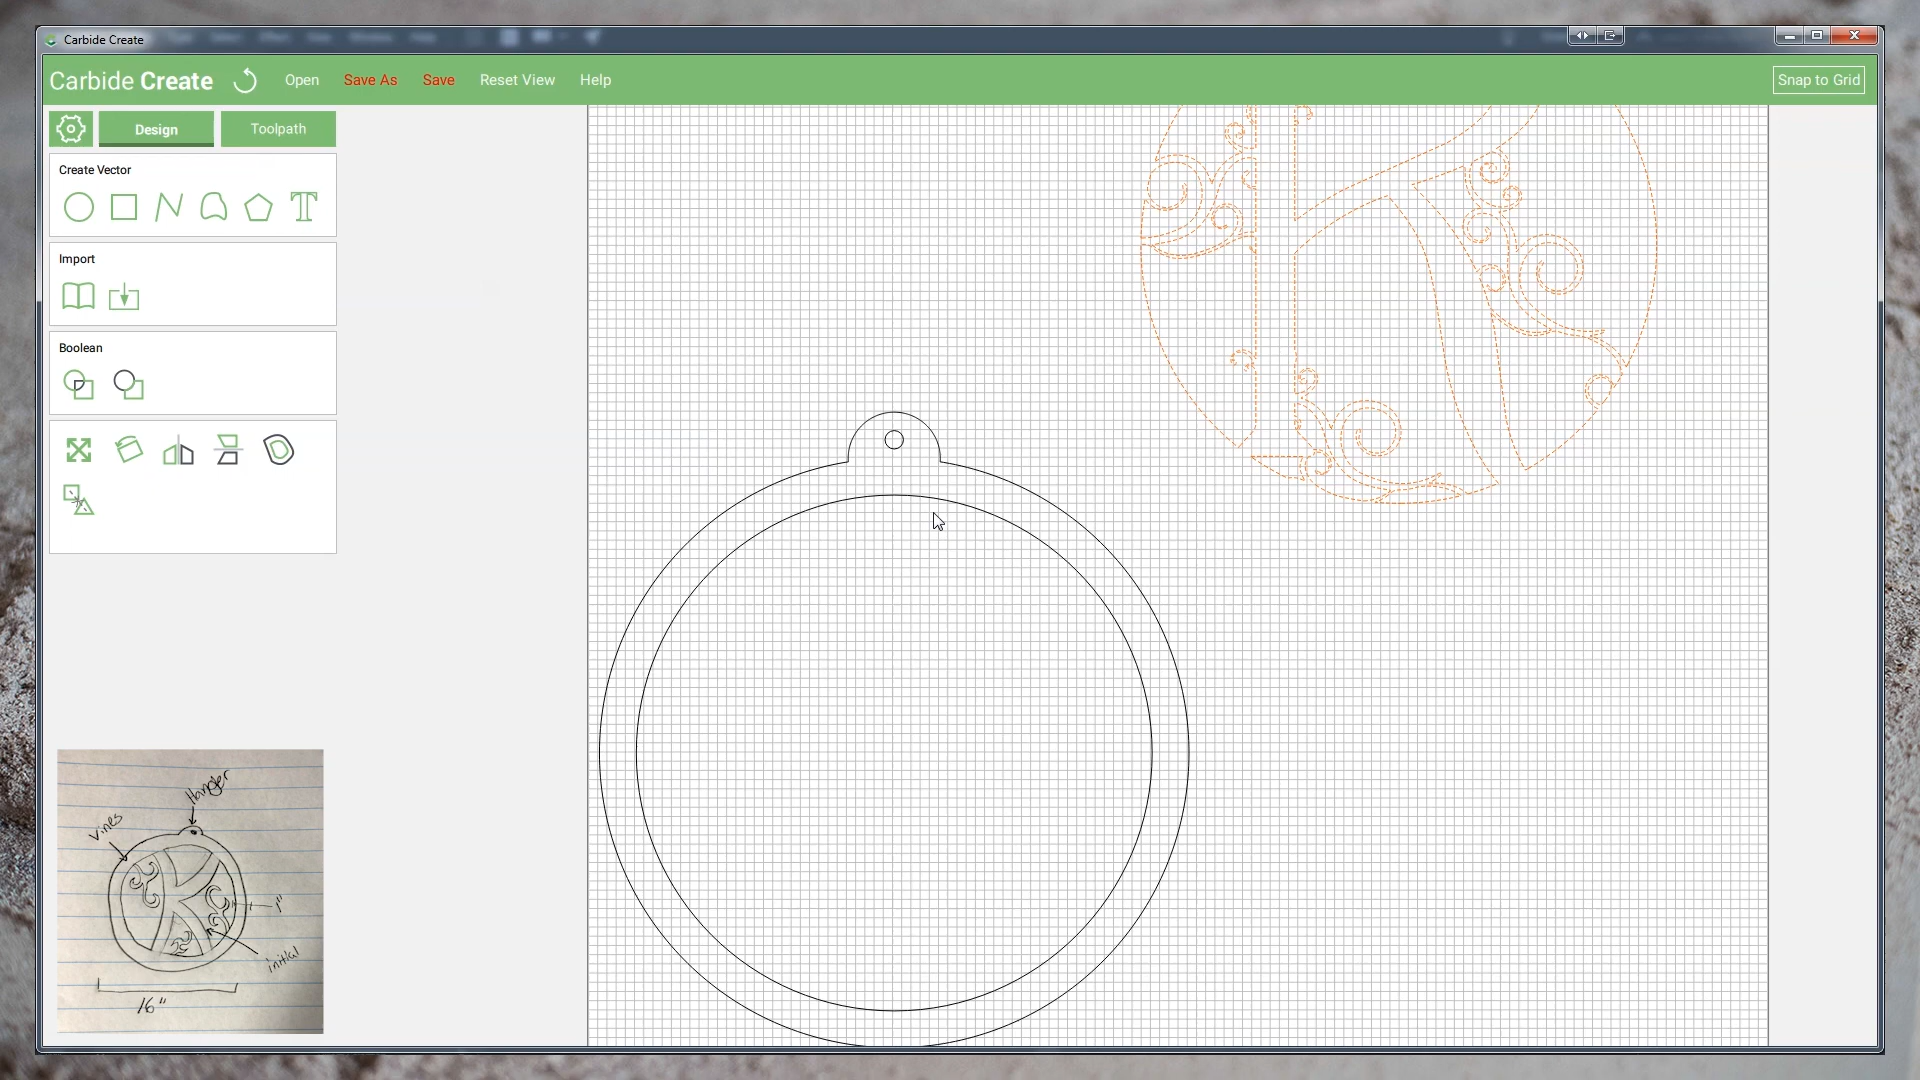 Carbide Create
Carbide Create
Open
Save As
Save
Reset View
Help
Snap to Grid
Design
Toolpath
Create Vector
Import
Boolean
Hanger
Vines
1"
initial
16"